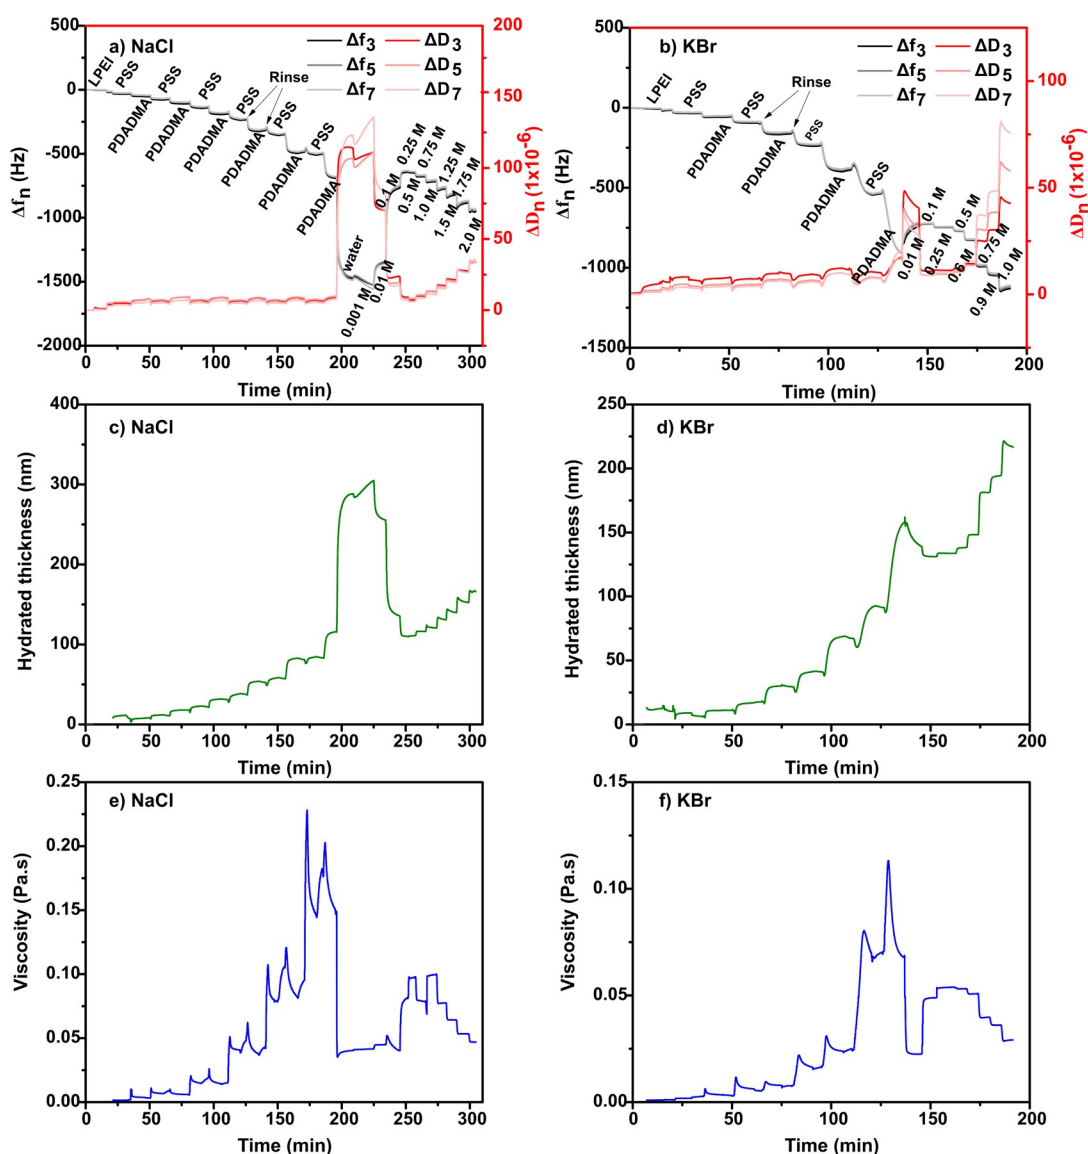 a) NaCl
500
0
-500
-1000
-1500
-2000
Δfn (Hz)
LPEI
PSS
PSS
PSS
PSS
PSS
PSS
Rinse
PDADMA
PDADMA
PDADMA
PDADMA
PDADMA
PDADMA
Δf3 ΔD3
Δf5 ΔD5
Δf7 ΔD7
water
0.001 M
0.01 M
0.1 M
0.25 M
0.5 M
0.75 M
1.0 M
1.25 M
1.5 M
1.75 M
2.0 M
200
150
100
50
0
ΔDn (1x10-6)
0 50 100 150 200 250 300
Time (min)
b) KBr
500
0
-500
-1000
-1500
Δfn (Hz)
LPEI
PSS
PSS
PSS
PSS
Rinse
PDADMA
PDADMA
PDADMA
PDADMA
Δf3 ΔD3
Δf5 ΔD5
Δf7 ΔD7
0.01 M
0.1 M
0.25 M
0.5 M
0.6 M
0.75 M
0.9 M
1.0 M
100
50
0
ΔDn (1x10-6)
0 50 100 150 200
Time (min)
c) NaCl
400
300
200
100
0
Hydrated thickness (nm)
0 50 100 150 200 250 300
Time (min)
d) KBr
250
200
150
100
50
0
Hydrated thickness (nm)
0 50 100 150 200
Time (min)
e) NaCl
0.25
0.20
0.15
0.10
0.05
0.00
Viscosity (Pa.s)
0 50 100 150 200 250 300
Time (min)
f) KBr
0.15
0.10
0.05
0.00
Viscosity (Pa.s)
0 50 100 150 200
Time (min)